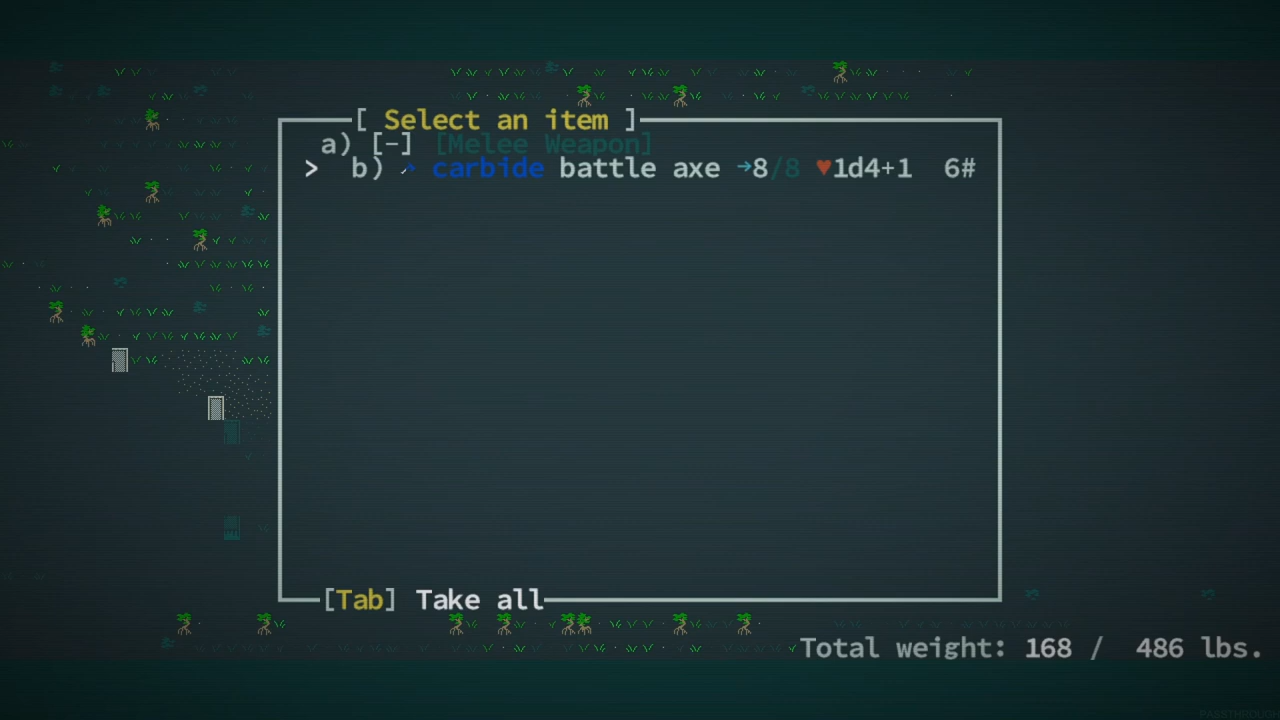 [ Select an item ]
a) [-] [Melee Weapon]
> b) carbide battle axe →8/8 ♥1d4+1 6#
[Tab] Take all
Total weight: 168 / 486 lbs.